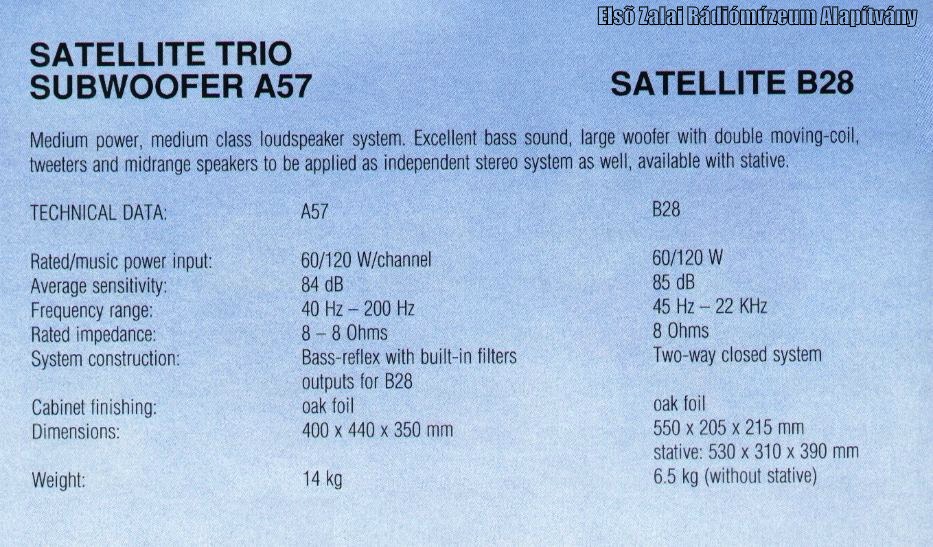 Első Zalai Rádiómúzeum Alapítvány
SATELLITE TRIO
SUBWOOFER A57
SATELLITE B28
Medium power, medium class loudspeaker system. Excellent bass sound, large woofer with double moving-coil,
tweeters and midrange speakers to be applied as independent stereo system as well, available with stative.
TECHNICAL DATA: A57 B28
Rated/music power input: 60/120 W/channel 60/120 W
Average sensitivity: 84 dB 85 dB
Frequency range: 40 Hz – 200 Hz 45 Hz – 22 KHz
Rated impedance: 8 – 8 Ohms 8 Ohms
System construction: Bass-reflex with built-in filters Two-way closed system
outputs for B28
Cabinet finishing: oak foil oak foil
Dimensions: 400 x 440 x 350 mm 550 x 205 x 215 mm
stative: 530 x 310 x 390 mm
Weight: 14 kg 6.5 kg (without stative)